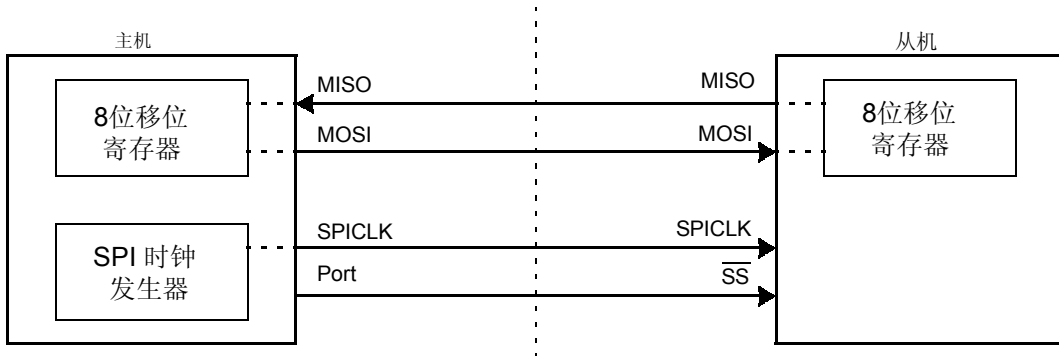 主机
从机
8位移位
寄存器
MISO
MISO
MOSI
MOSI
8位移位
寄存器
SPI 时钟
发生器
SPICLK
SPICLK
Port
SS